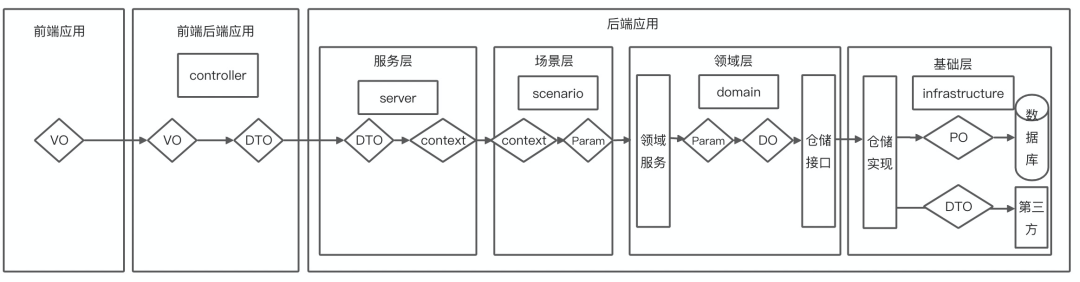 前端应用
VO
前端后端应用
controller
VO
DTO
后端应用
服务层
server
DTO
context
场景层
scenario
context
Param
领域层
domain
领域
服务
Param
DO
仓储
接口
基础层
infrastructure
仓储
实现
PO
数
据
库
DTO
第三
方